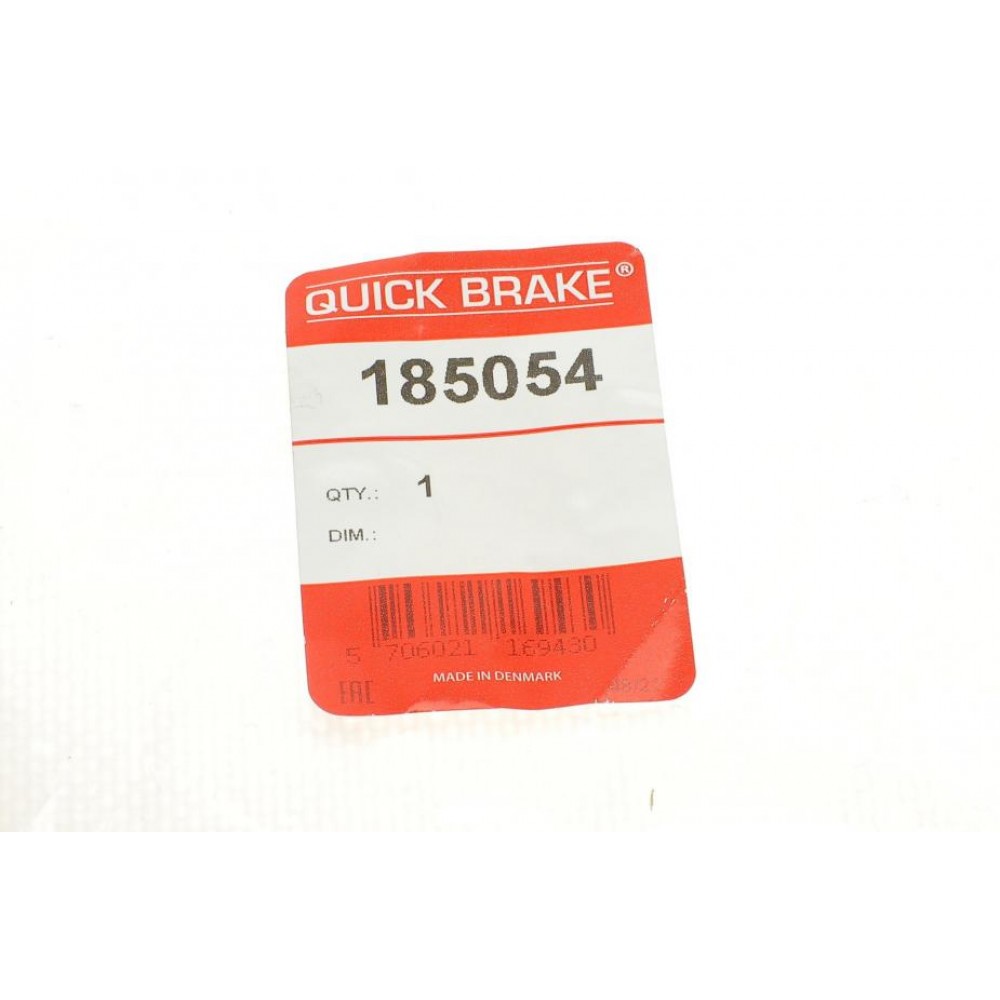 QUICK BRAKE®
185054
QTY.: 1
DIM.:
5 706021 169430
MADE IN DENMARK
EAC